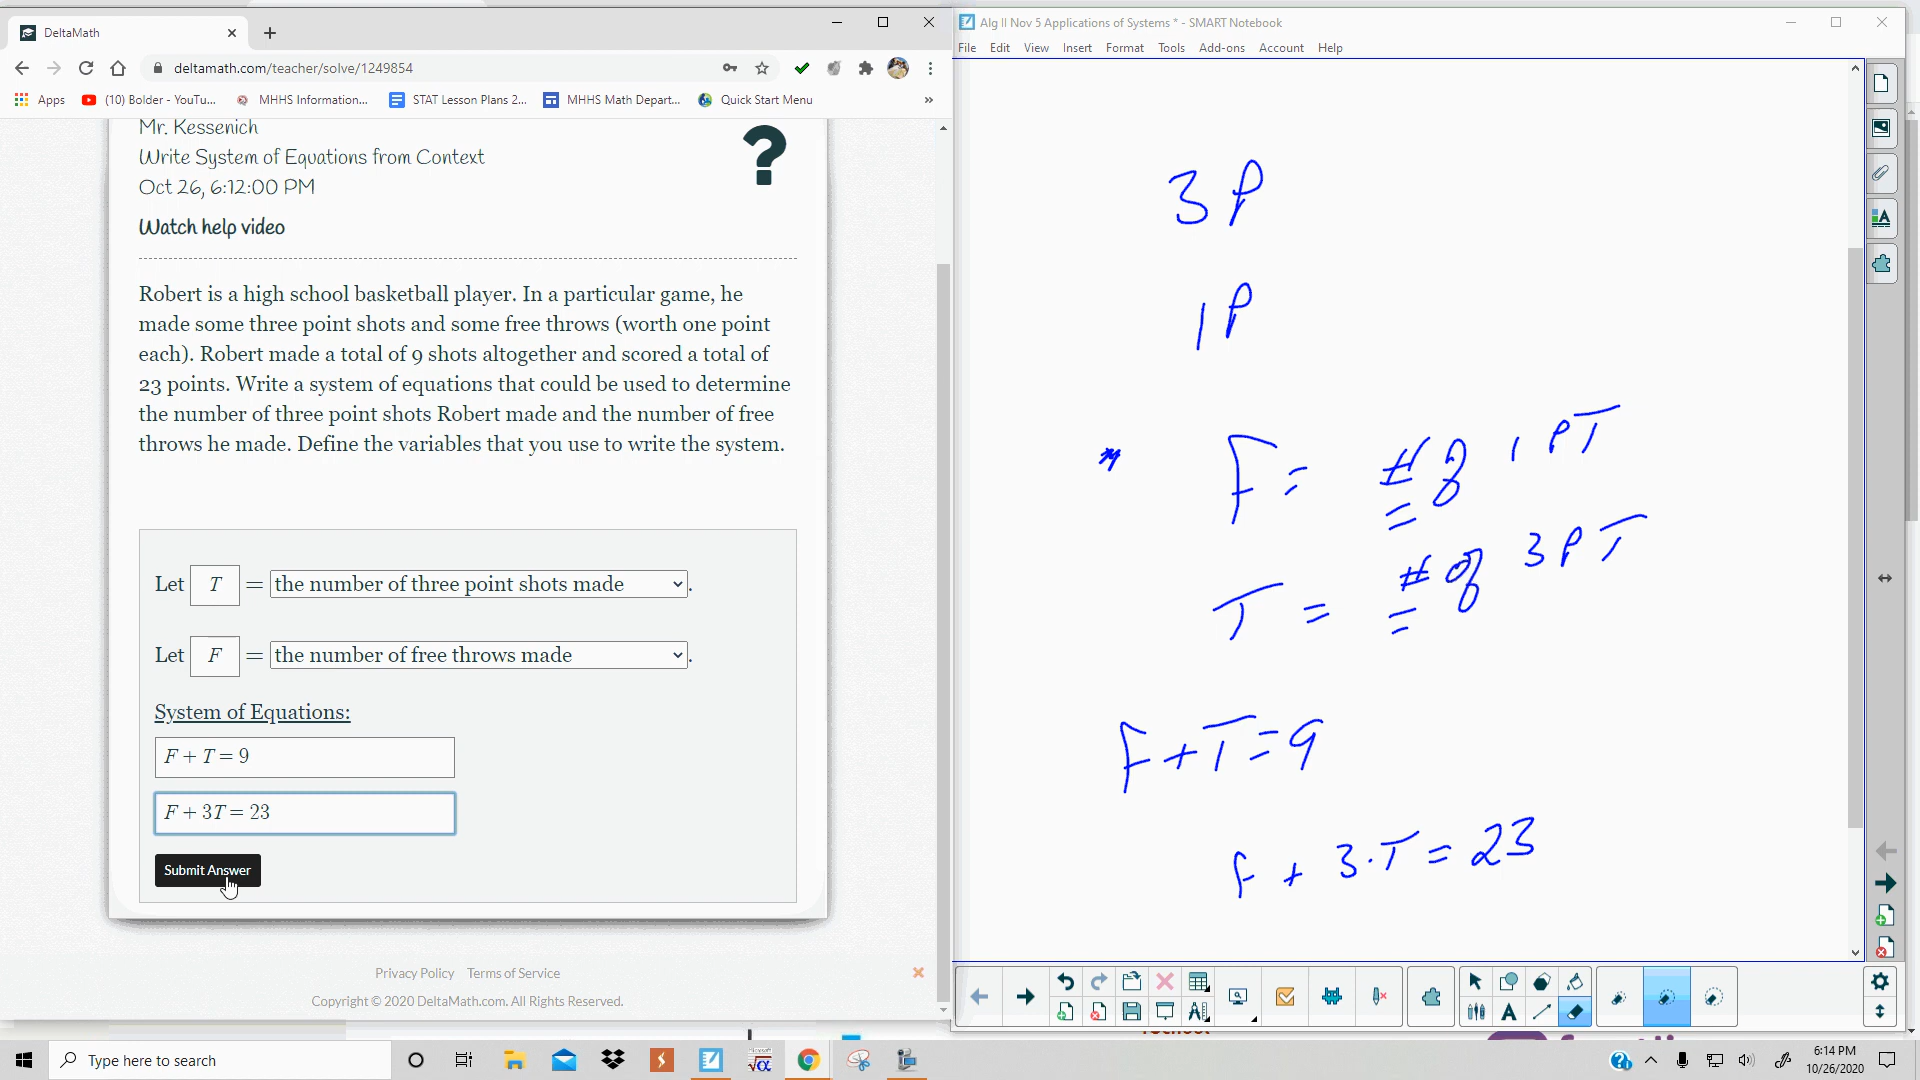 DeltaMath
deltamath.com/teacher/solve/1249854
Apps
(10) Bolder - YouTu...
MHHS Information...
STAT Lesson Plans 2...
MHHS Math Depart...
Quick Start Menu
»
Mr. Kessenich
Write System of Equations from Context
Oct 26, 6:12:00 PM
?
Watch help video
Robert is a high school basketball player. In a particular game, he
made some three point shots and some free throws (worth one point
each). Robert made a total of 9 shots altogether and scored a total of
23 points. Write a system of equations that could be used to determine
the number of three point shots Robert made and the number of free
throws he made. Define the variables that you use to write the system.
Let T = the number of three point shots made.
Let F = the number of free throws made.
System of Equations:
F + T = 9
F + 3T = 23
Submit Answer
Privacy Policy Terms of Service
Copyright © 2020 DeltaMath.com. All Rights Reserved.
Alg II Nov 5 Applications of Systems * - SMART Notebook
File Edit View Insert Format Tools Add-ons Account Help
3 P
1 P
* F = # of 1 PT
T = # of 3 PT
F + T = 9
F + 3 · T = 23
Type here to search
6:14 PM
10/26/2020